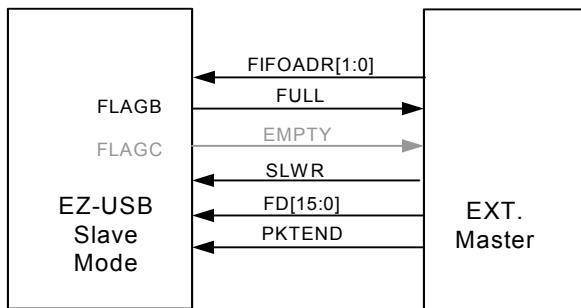 FIFOADR[1:0]
FLAGB
FULL
FLAGC
EMPTY
SLWR
FD[15:0]
PKTEND
EZ-USB
Slave
Mode
EXT.
Master